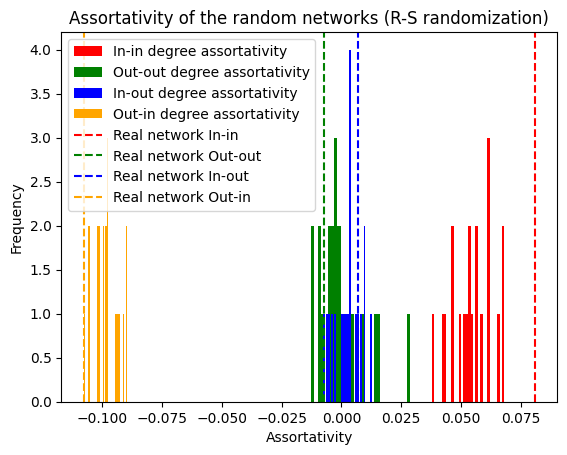 Assortativity of the random networks (R-S randomization)
4.0
3.5
3.0
2.5
2.0
1.5
1.0
0.5
0.0
Frequency
In-in degree assortativity
Out-out degree assortativity
In-out degree assortativity
Out-in degree assortativity
Real network In-in
Real network Out-out
Real network In-out
Real network Out-in
−0.100 −0.075 −0.050 −0.025 0.000 0.025 0.050 0.075
Assortativity